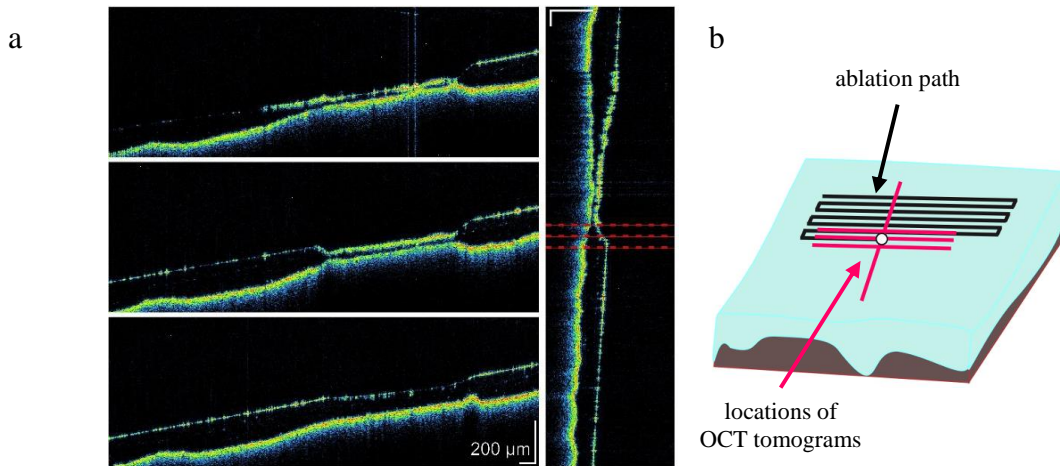 a
200 µm
b
ablation path
locations of
OCT tomograms